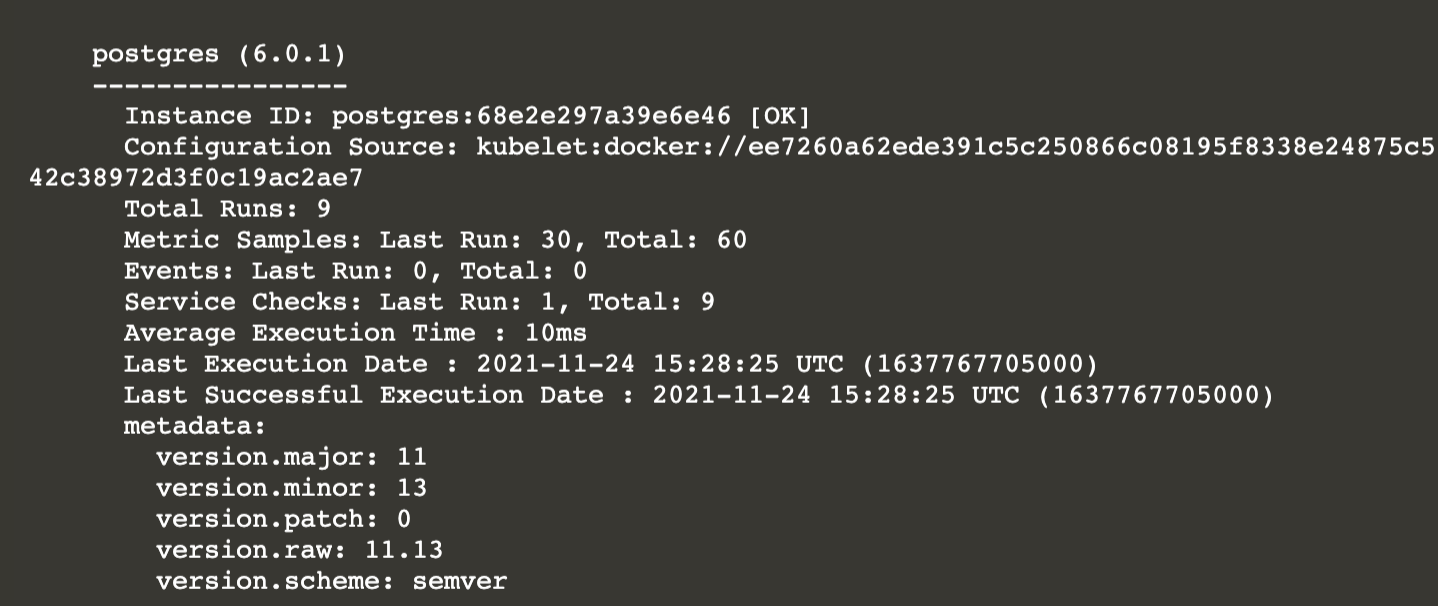 postgres (6.0.1)
----------------
Instance ID: postgres:68e2e297a39e6e46 [OK]
Configuration Source: kubelet:docker://ee7260a62ede391c5c250866c08195f8338e24875c5
42c38972d3f0c19ac2ae7
Total Runs: 9
Metric Samples: Last Run: 30, Total: 60
Events: Last Run: 0, Total: 0
Service Checks: Last Run: 1, Total: 9
Average Execution Time : 10ms
Last Execution Date : 2021-11-24 15:28:25 UTC (1637767705000)
Last Successful Execution Date : 2021-11-24 15:28:25 UTC (1637767705000)
metadata:
version.major: 11
version.minor: 13
version.patch: 0
version.raw: 11.13
version.scheme: semver